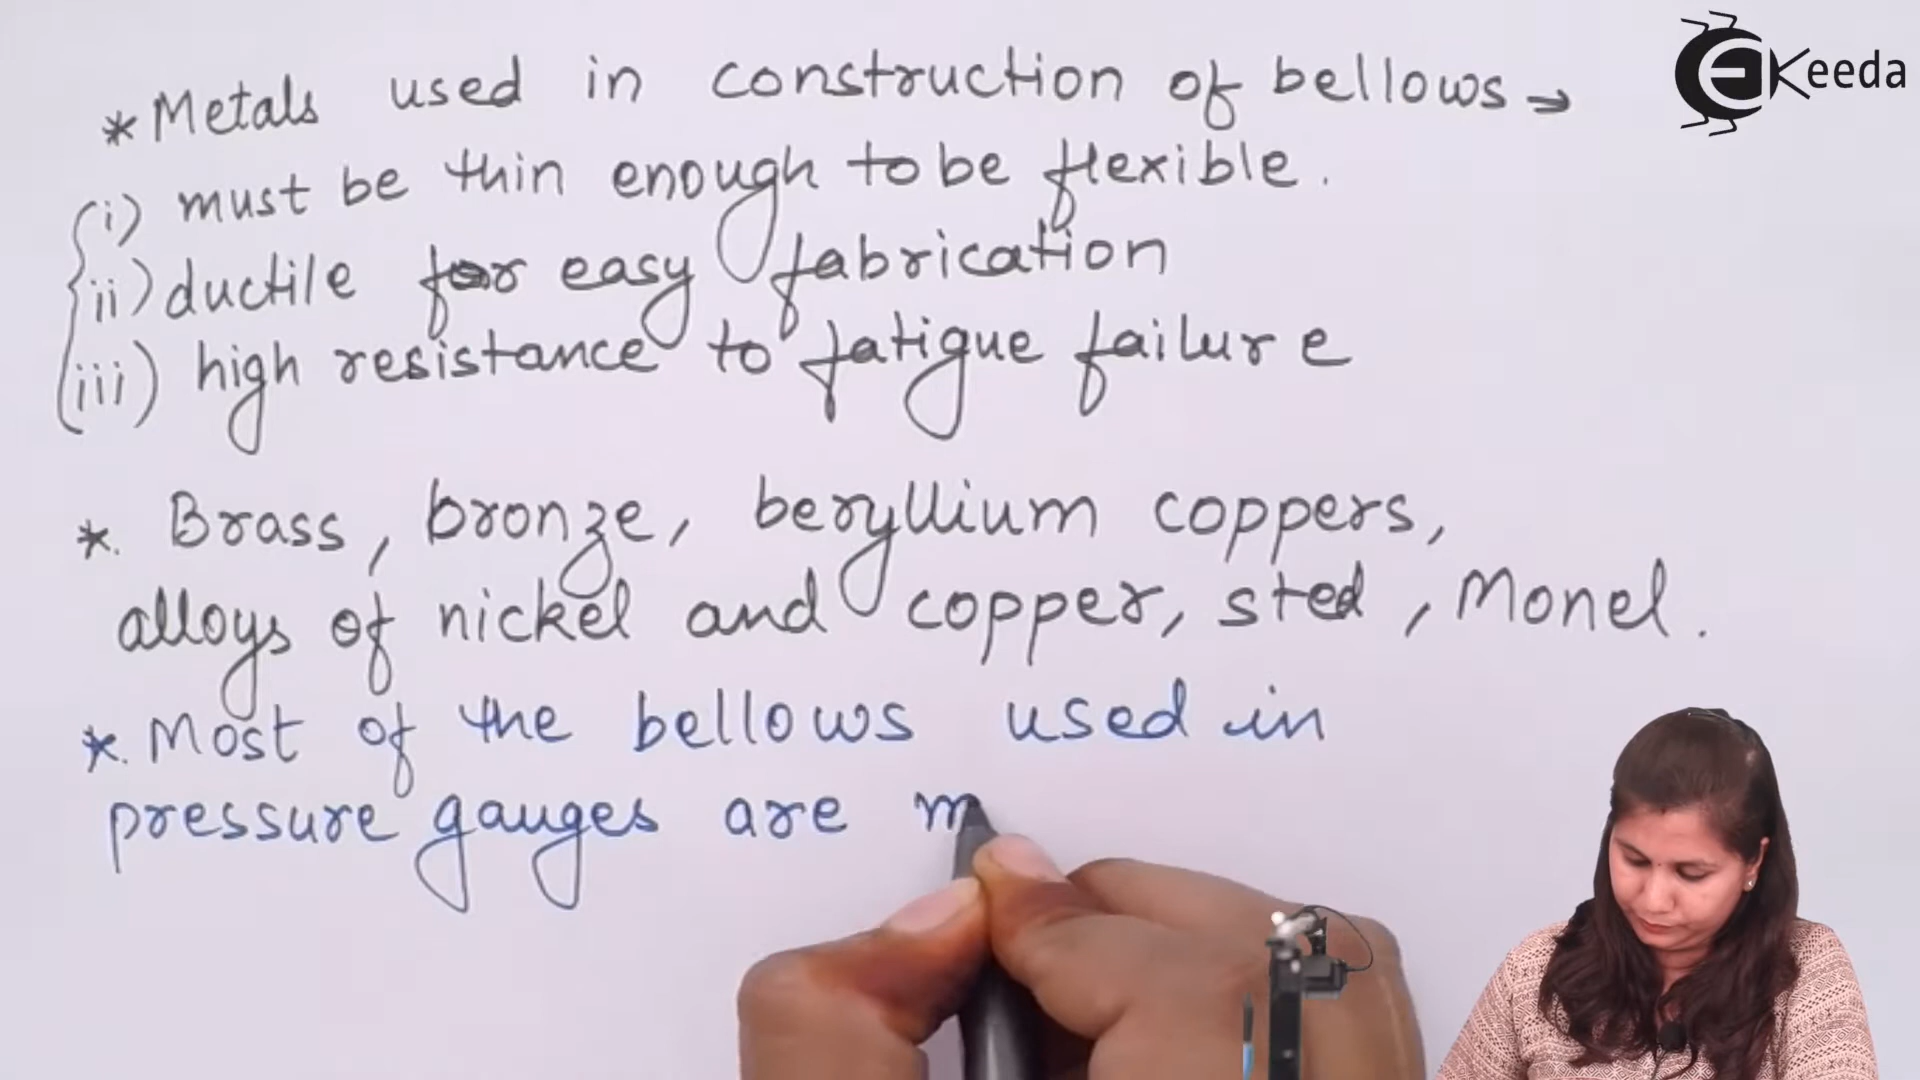 EKeeda
* Metals used in construction of bellows →
(i) must be thin enough to be flexible.
ii) ductile for easy fabrication
(iii) high resistance to fatigue failure
*. Brass, bronze, beryllium coppers,
alloys of nickel and copper, steel, Monel.
*. Most of the bellows used in
pressure gauges are m